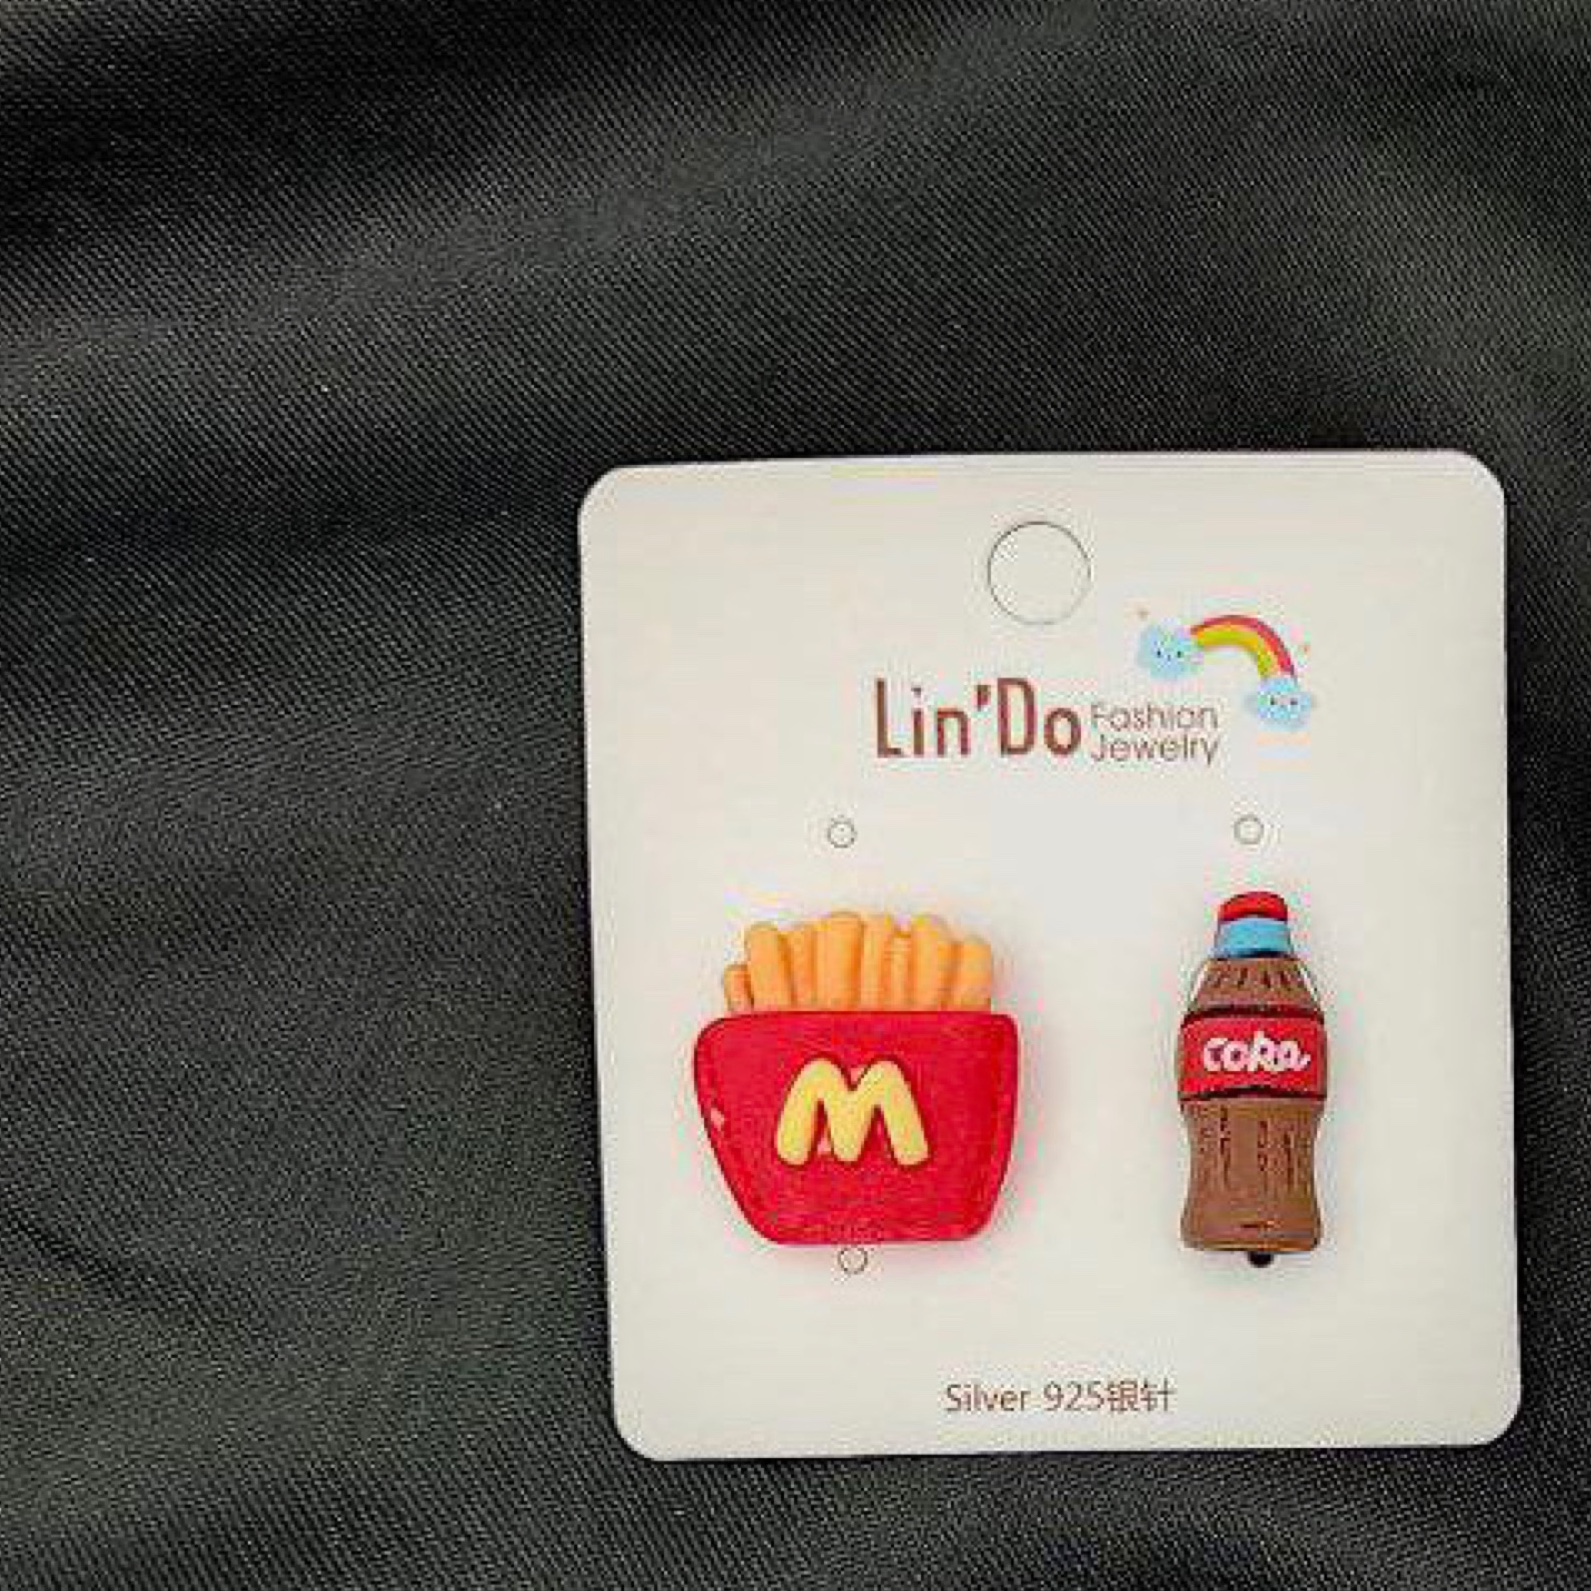 Lin'Do Fashion
Jewelry
M
coka
Silver 925银针